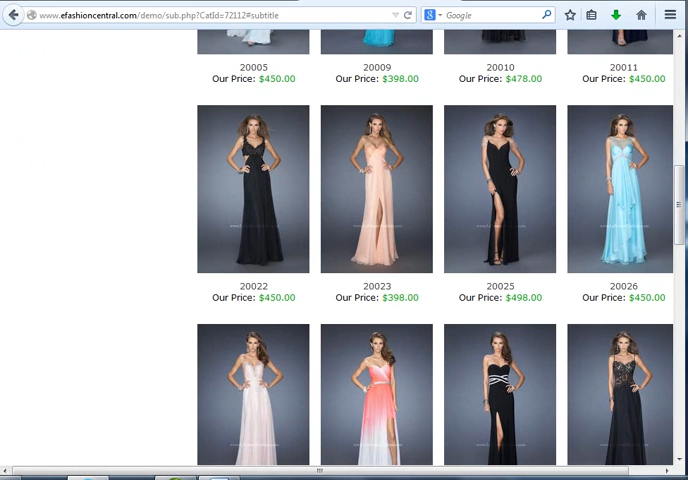 www.efashioncentral.com/demo/sub.php?CatId=72112#subtitle
Google
20005
Our Price: $450.00
20009
Our Price: $398.00
20010
Our Price: $478.00
20011
Our Price: $450.00
20022
Our Price: $450.00
20023
Our Price: $398.00
20025
Our Price: $498.00
20026
Our Price: $450.00